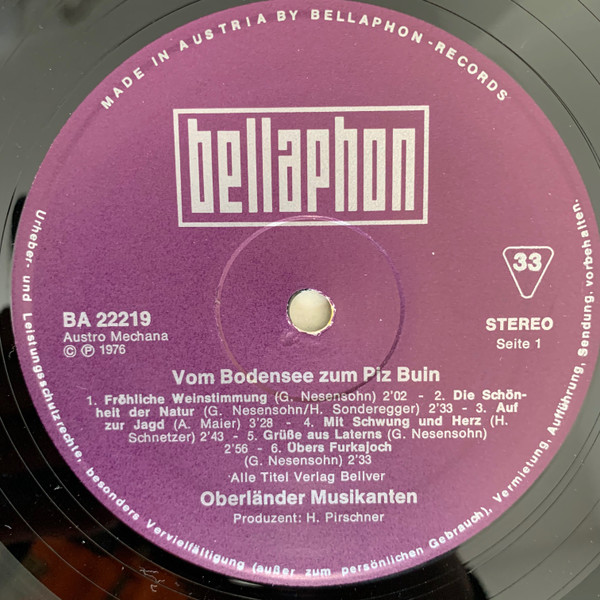 MADE IN AUSTRIA BY BELLAPHON-RECORDS
bellaphon
33
BA 22219
Austro Mechana
© ℗ 1976
STEREO
Seite 1
Vom Bodensee zum Piz Buin
1. Fröhliche Weinstimmung (G. Nesensohn) 2'02 - 2. Die Schön-
heit der Natur (G. Nesensohn/H. Sonderegger) 2'33 - 3. Auf
zur Jagd (A. Maier) 3'28 - 4. Mit Schwung und Herz (H.
Schnetzer) 2'43 - 5. Grüße aus Laterns (G. Nesensohn)
2'56 - 6. Übers Furkajoch
(G. Nesensohn) 2'33
Alle Titel Verlag Bellver
Oberländer Musikanten
Produzent: H. Pirschner
Urheber- und Leistungsschutzrechte, besonders Vervielfältigung (außer zum persönlichen Gebrauch), Vermietung, Aufführung, Sendung, vorbehalten.